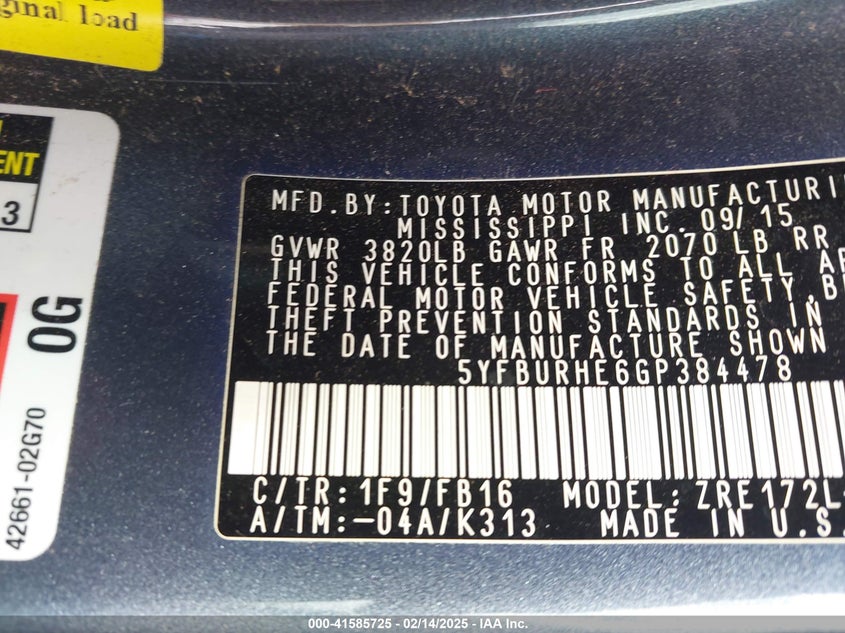 ginal load
ENT
3
OG
42661-02G70
MFD.BY:TOYOTA MOTOR MANUFACTURI
MISSISSIPPI INC. 09/15
GVWR 3820LB GAWR FR 2070 LB RR
THIS VEHICLE CONFORMS TO ALL AP
FEDERAL MOTOR VEHICLE SAFETY,B
THEFT PREVENTION STANDARDS IN
THE DATE OF MANUFACTURE SHOWN
5YFBURHE6GP384478
C/TR:1F9/FB16 MODEL: ZRE172L-
A/TM:-04A/K313 MADE IN U.S.
000-41585725 - 02/14/2025 - IAA Inc.